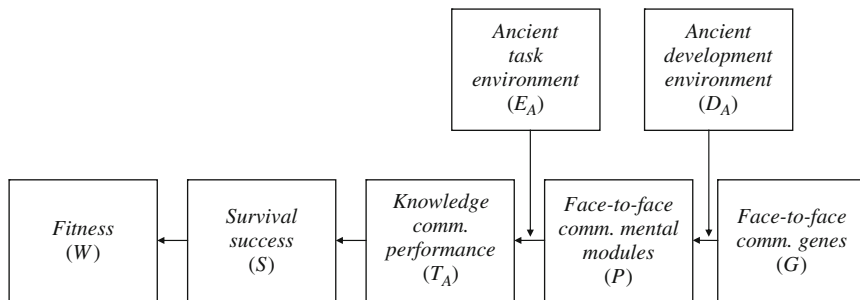 Ancient
task
environment
(E_A)
Ancient
development
environment
(D_A)
Fitness
(W)
Survival
success
(S)
Knowledge
comm.
performance
(T_A)
Face-to-face
comm. mental
modules
(P)
Face-to-face
comm. genes
(G)